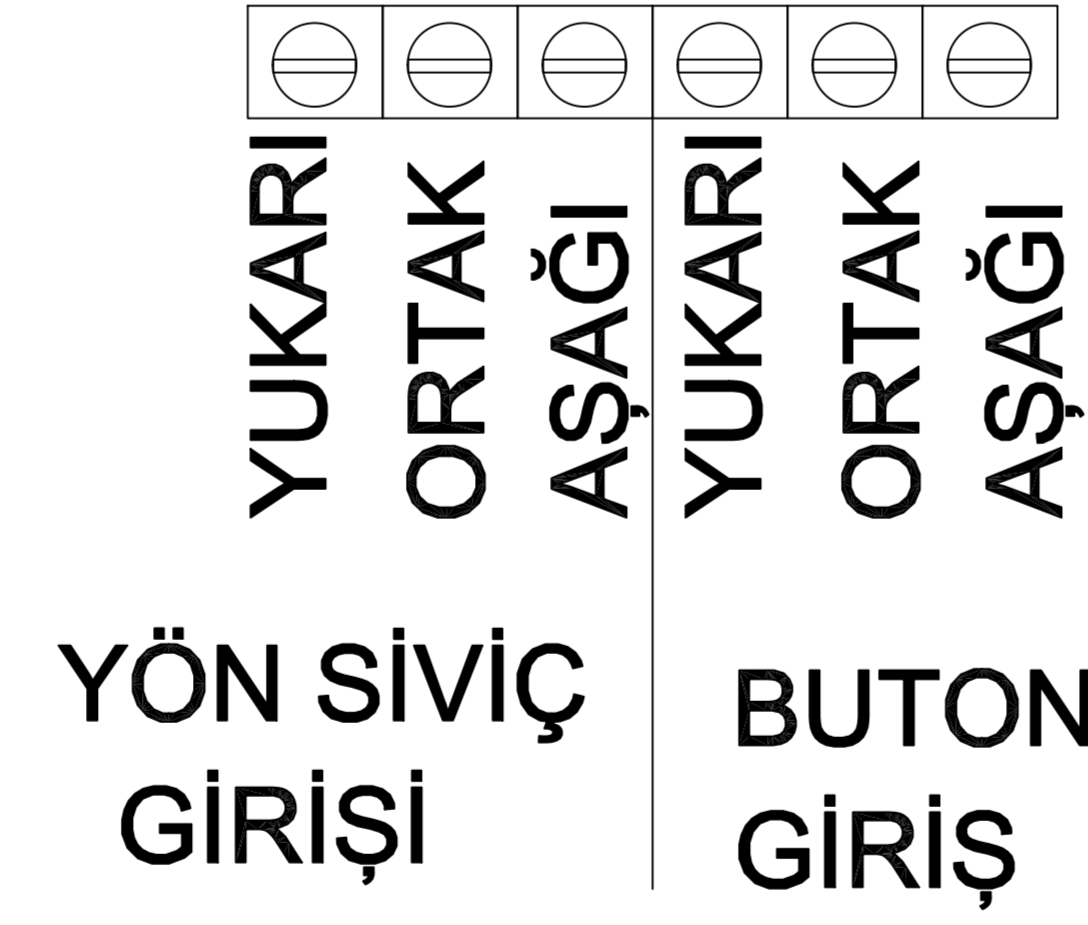 YUKARI
ORTAK
AŞAĞI
YUKARI
ORTAK
AŞAĞI
YÖN SİVİÇ
GİRİŞİ
BUTON
GİRİŞ